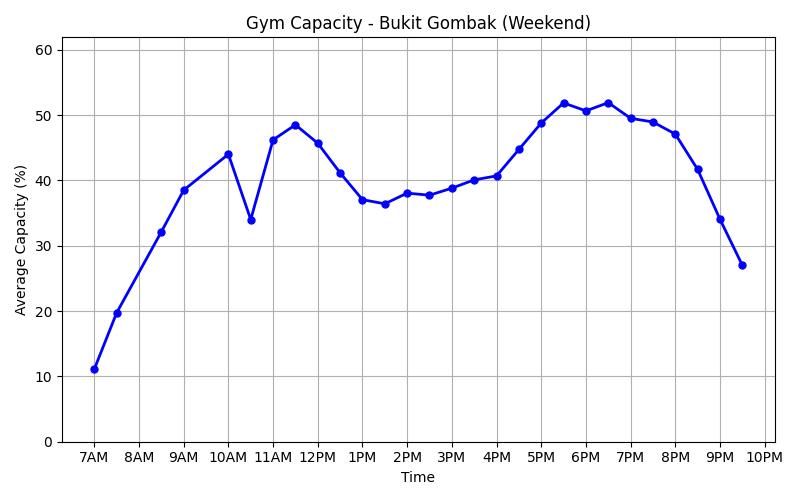 Gym Capacity - Bukit Gombak (Weekend)
Average Capacity (%)
60
50
40
30
20
10
0
7AM 8AM 9AM 10AM 11AM 12PM 1PM 2PM 3PM 4PM 5PM 6PM 7PM 8PM 9PM 10PM
Time